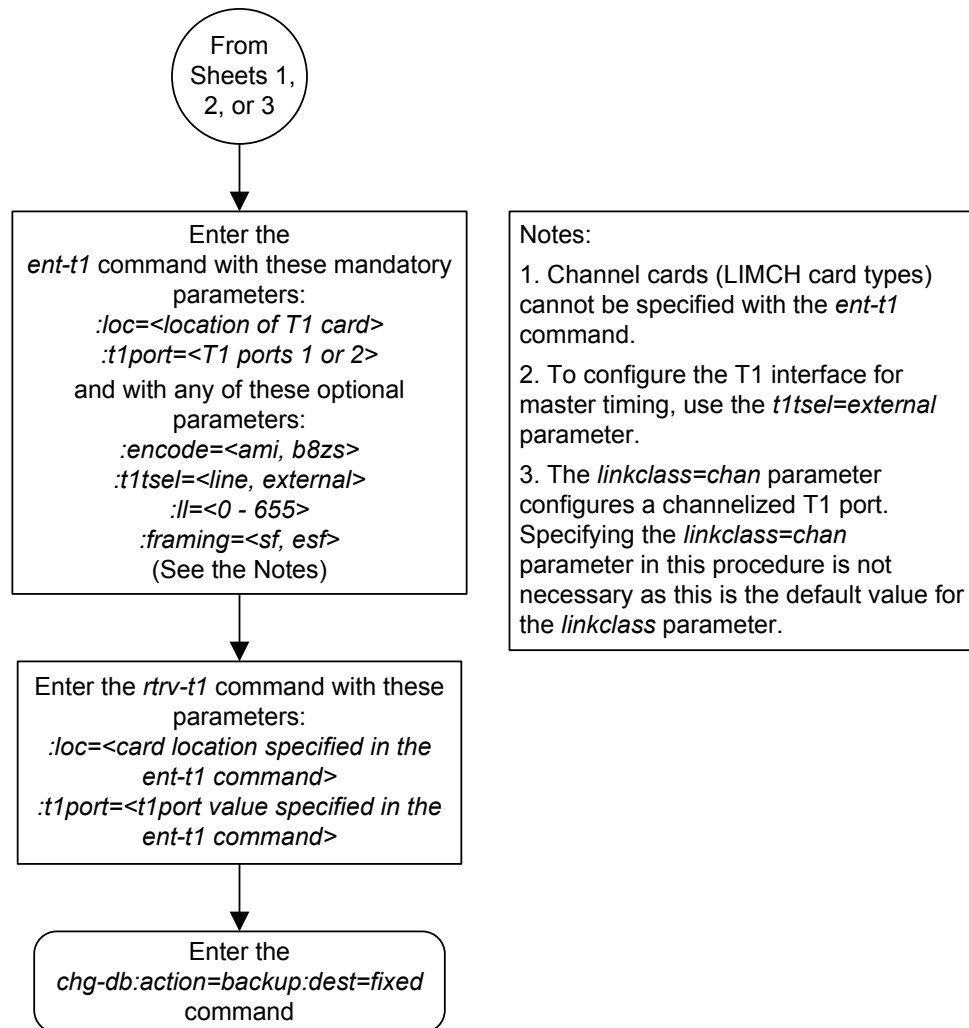 From
Sheets 1,
2, or 3
Enter the
ent-t1 command with these mandatory
parameters:
:loc=<location of T1 card>
:t1port=<T1 ports 1 or 2>
and with any of these optional
parameters:
:encode=<ami, b8zs>
:t1tsel=<line, external>
:ll=<0 - 655>
:framing=<sf, esf>
(See the Notes)
Notes:
1. Channel cards (LIMCH card types)
cannot be specified with the ent-t1
command.
2. To configure the T1 interface for
master timing, use the t1tsel=external
parameter.
3. The linkclass=chan parameter
configures a channelized T1 port.
Specifying the linkclass=chan
parameter in this procedure is not
necessary as this is the default value for
the linkclass parameter.
Enter the rtrv-t1 command with these
parameters:
:loc=<card location specified in the
ent-t1 command>
:t1port=<t1port value specified in the
ent-t1 command>
Enter the
chg-db:action=backup:dest=fixed
command